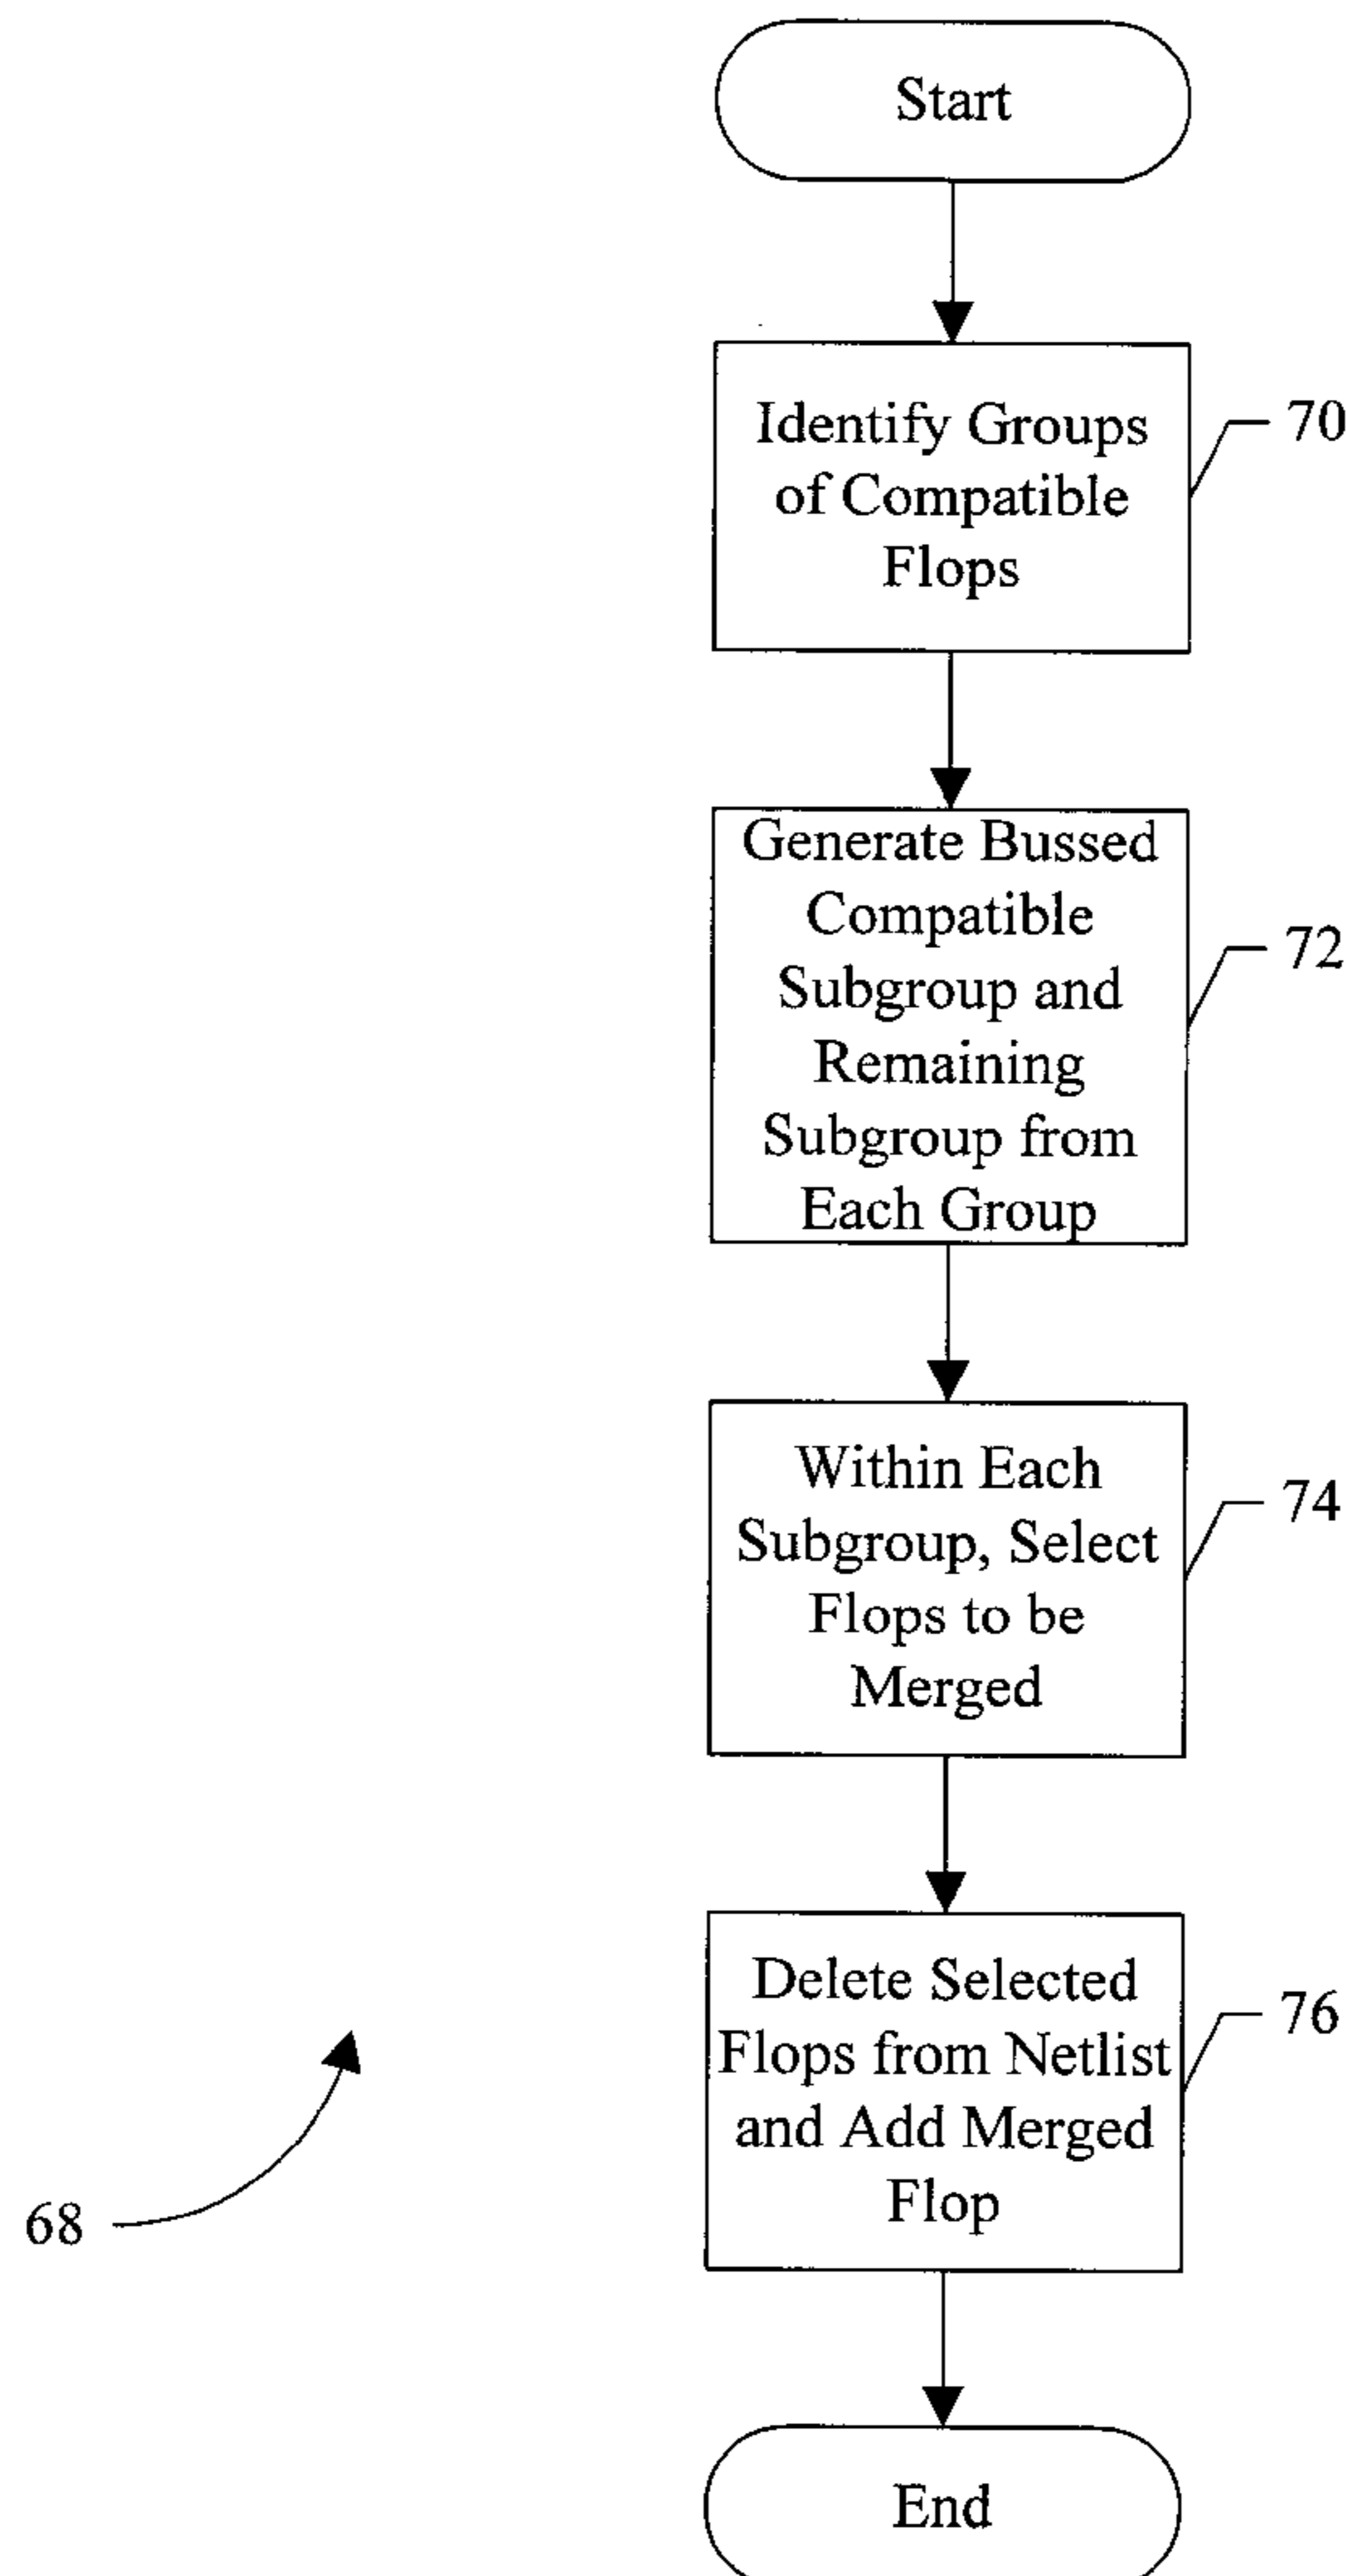 Start
Identify Groups
of Compatible
Flops
70
Generate Bussed
Compatible
Subgroup and
Remaining
Subgroup from
Each Group
72
Within Each
Subgroup, Select
Flops to be
Merged
74
Delete Selected
Flops from Netlist
and Add Merged
Flop
76
68
End